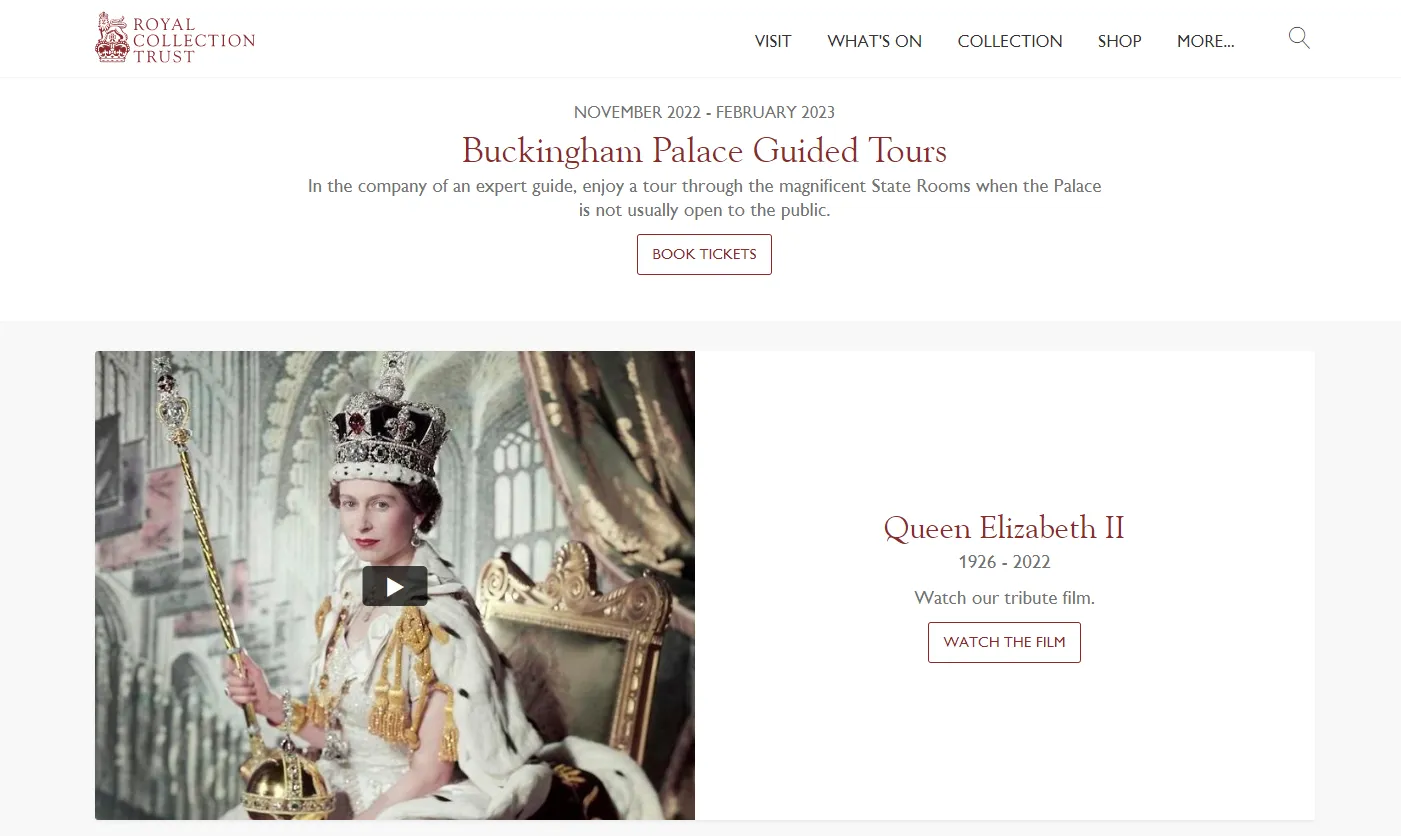 ROYAL
COLLECTION
TRUST
VISIT
WHAT'S ON
COLLECTION
SHOP
MORE...
NOVEMBER 2022 - FEBRUARY 2023
Buckingham Palace Guided Tours
In the company of an expert guide, enjoy a tour through the magnificent State Rooms when the Palace
is not usually open to the public.
BOOK TICKETS
Queen Elizabeth II
1926 - 2022
Watch our tribute film.
WATCH THE FILM